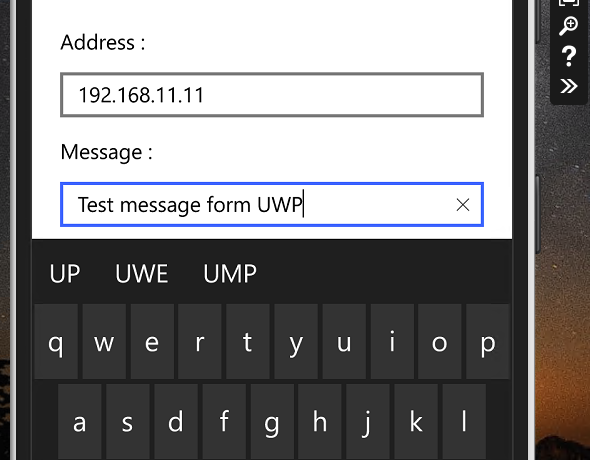 Address :
192.168.11.11
Message :
Test message form UWP
UP UWE UMP
q w e r t y u i o p
a s d f g h j k l
?